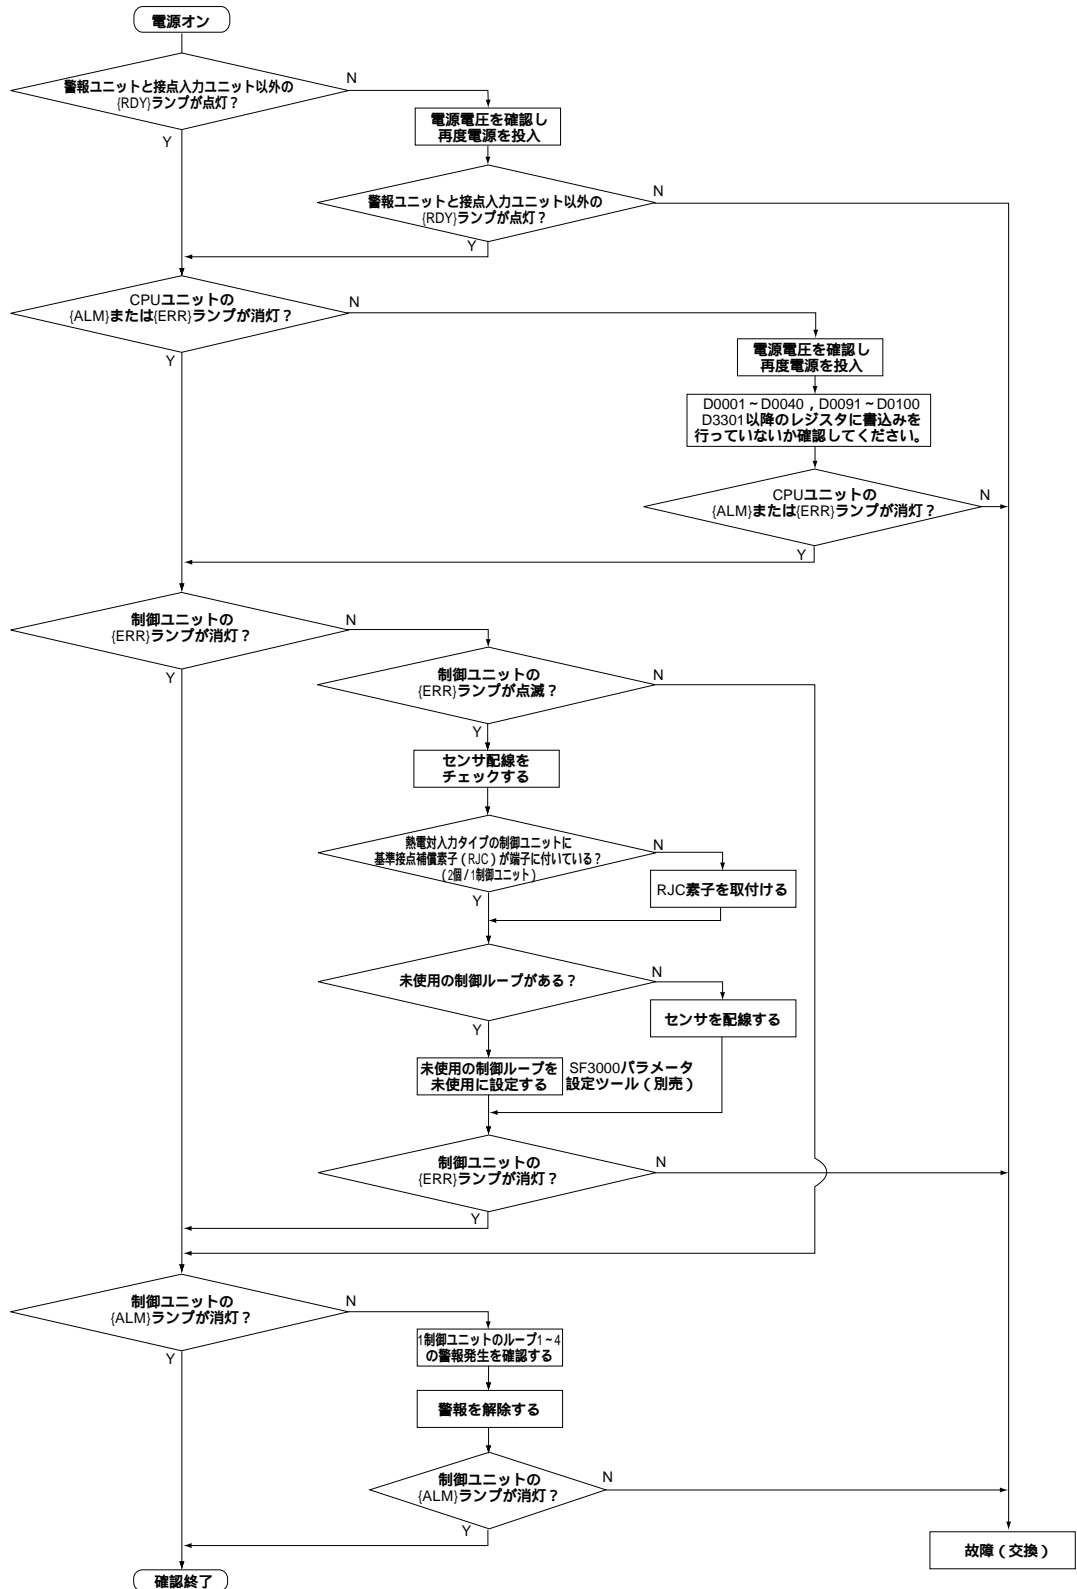 電源オン
警報ユニットと接点入力ユニット以外の
{RDY}ランプが点灯？
N
Y
電源電圧を確認し
再度電源を投入
警報ユニットと接点入力ユニット以外の
{RDY}ランプが点灯？
N
Y
CPUユニットの
{ALM}または{ERR}ランプが消灯？
N
Y
電源電圧を確認し
再度電源を投入
D0001～D0040，D0091～D0100
D3301以降のレジスタに書込みを
行っていないか確認してください。
CPUユニットの
{ALM}または{ERR}ランプが消灯？
N
Y
制御ユニットの
{ERR}ランプが消灯？
N
Y
制御ユニットの
{ERR}ランプが点滅？
N
Y
センサ配線を
チェックする
熱電対入力タイプの制御ユニットに
基準接点補償素子（RJC）が端子に付いている？
（2個/1制御ユニット）
N
Y
RJC素子を取付ける
未使用の制御ループがある？
N
Y
センサを配線する
未使用の制御ループを
未使用に設定する
SF3000パラメータ
設定ツール（別売）
制御ユニットの
{ERR}ランプが消灯？
N
Y
制御ユニットの
{ALM}ランプが消灯？
N
Y
1制御ユニットのループ1～4
の警報発生を確認する
警報を解除する
制御ユニットの
{ALM}ランプが消灯？
N
Y
故障（交換）
確認終了